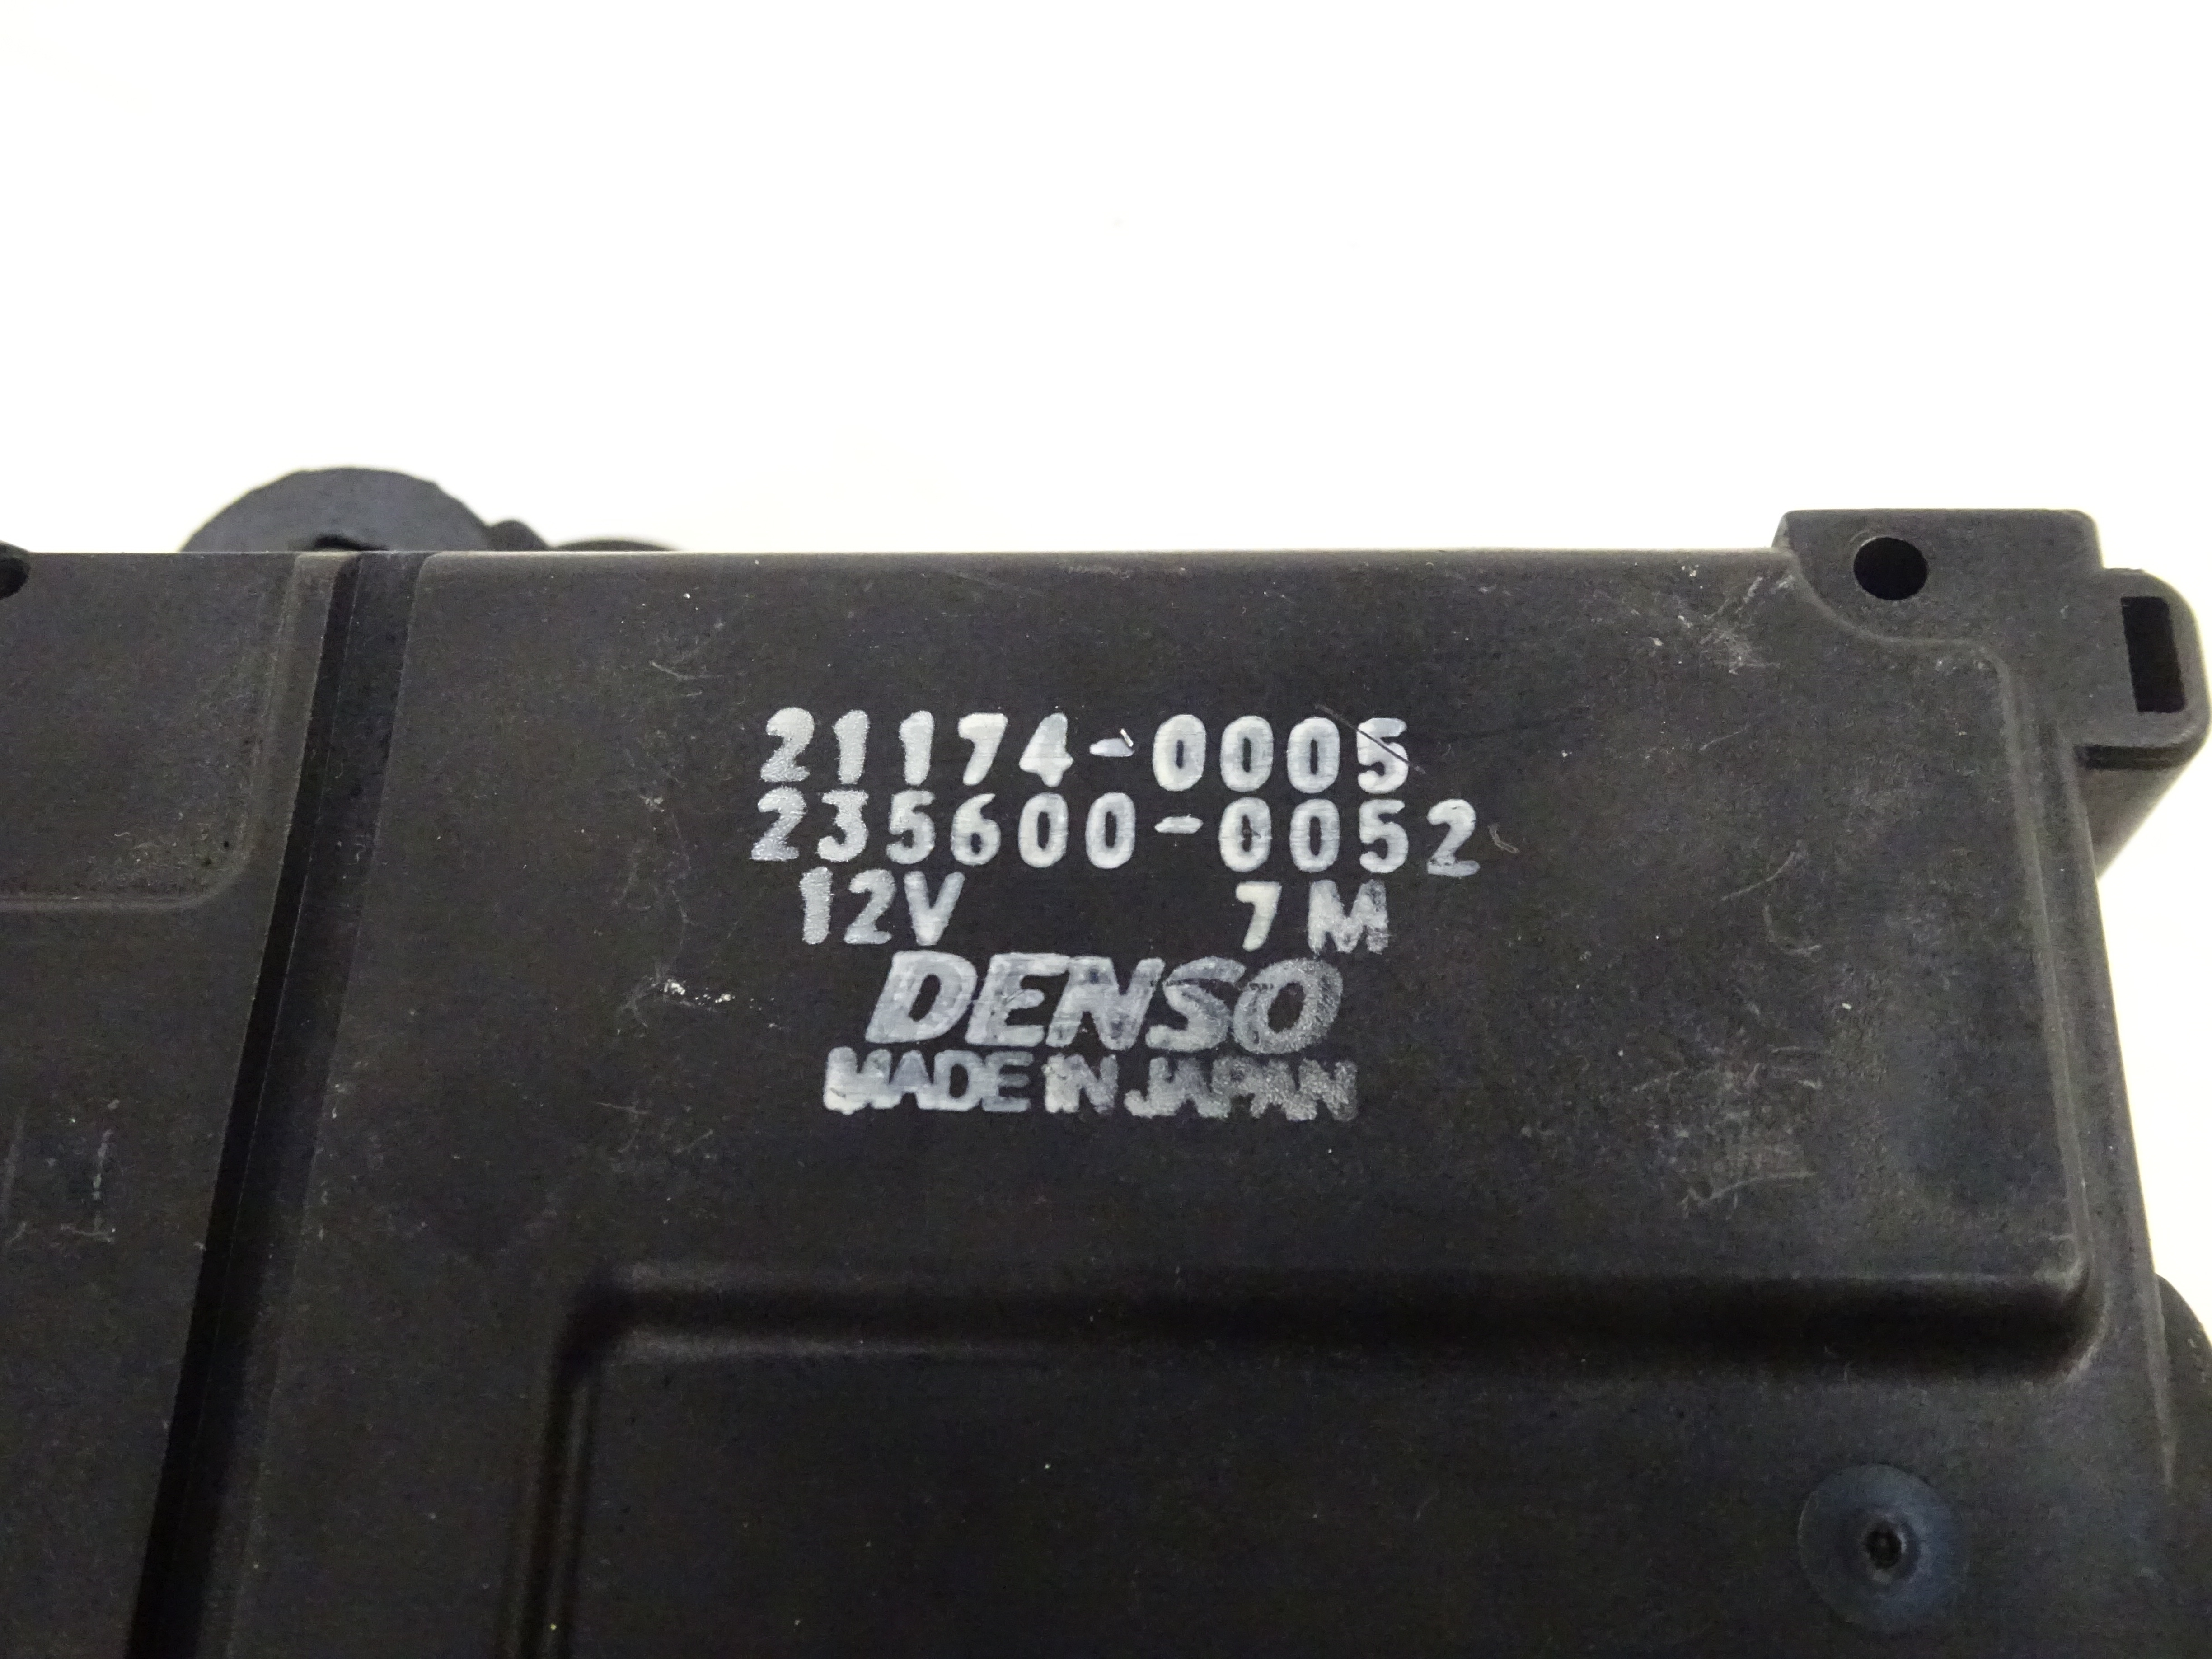 21174-0005
235600-0052
12V 7M
DENSO
MADE IN JAPAN